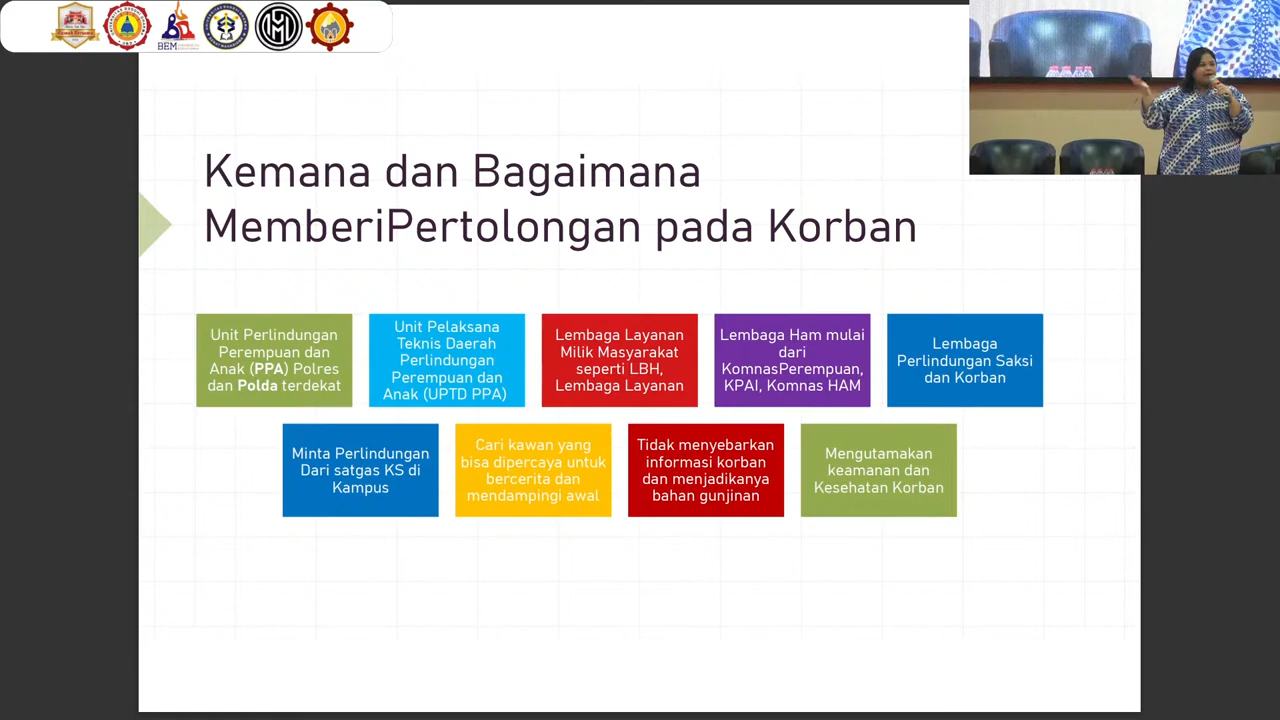 BEM
Kemana dan Bagaimana
MemberiPertolongan pada Korban
Unit Perlindungan
Perempuan dan
Anak (PPA) Polres
dan Polda terdekat
Unit Pelaksana
Teknis Daerah
Perlindungan
Perempuan dan
Anak (UPTD PPA)
Lembaga Layanan
Milik Masyarakat
seperti LBH,
Lembaga Layanan
Lembaga Ham mulai
dari
KomnasPerempuan,
KPAI, Komnas HAM
Lembaga
Perlindungan Saksi
dan Korban
Minta Perlindungan
Dari satgas KS di
Kampus
Cari kawan yang
bisa dipercaya untuk
bercerita dan
mendampingi awal
Tidak menyebarkan
informasi korban
dan menjadikanya
bahan gunjinan
Mengutamakan
keamanan dan
Kesehatan Korban